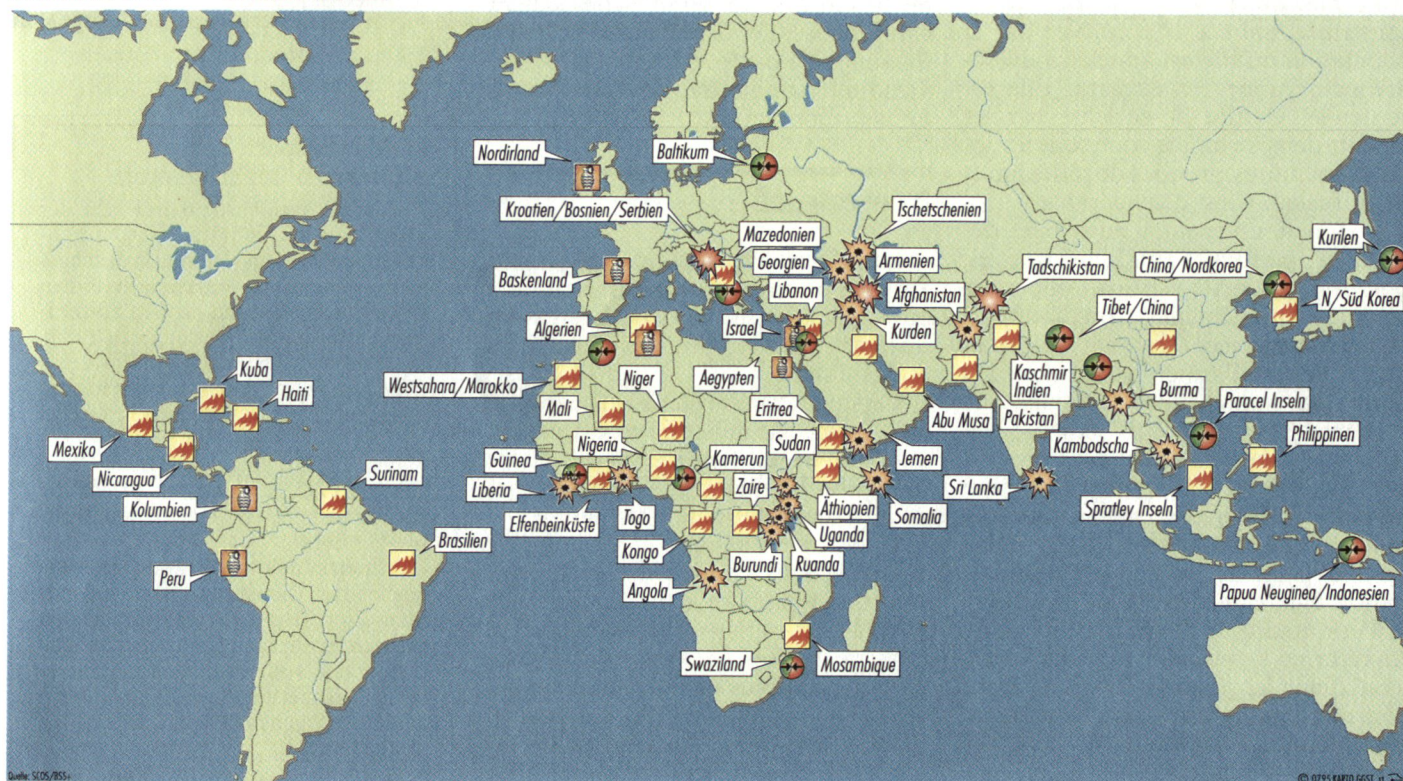 Nordirland
Baltikum
Kroatien/Bosnien/Serbien
Tschetschenien
Mazedonien
Georgien
Armenien
Kurilen
Baskenland
Libanon
Afghanistan
Tadschikistan
China/Nordkorea
Algerien
Israel
Kurden
Tibet/China
N/Süd Korea
Kuba
Haiti
Westsahara/Marokko
Niger
Aegypten
Kaschmir
Indien
Burma
Mali
Eritrea
Abu Musa
Pakistan
Paracel Inseln
Mexiko
Nigeria
Sudan
Kambodscha
Philippinen
Nicaragua
Guinea
Kamerun
Jemen
Surinam
Liberia
Zaire
Äthiopien
Somalia
Sri Lanka
Spratley Inseln
Kolumbien
Elfenbeinküste
Togo
Uganda
Brasilien
Kongo
Burundi
Ruanda
Peru
Angola
Papua Neuginea/Indonesien
Swaziland
Mosambique
Quelle: SCOS/BSS+